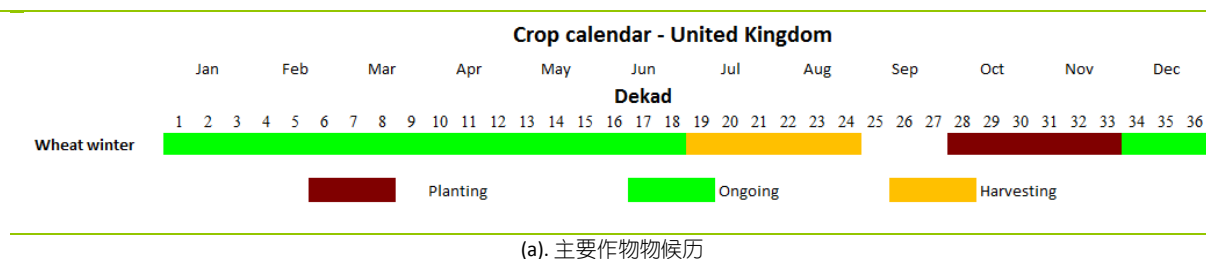 Crop calendar - United Kingdom
Jan Feb Mar Apr May Jun Jul Aug Sep Oct Nov Dec
Dekad
1 2 3 4 5 6 7 8 9 10 11 12 13 14 15 16 17 18 19 20 21 22 23 24 25 26 27 28 29 30 31 32 33 34 35 36
Wheat winter
Planting Ongoing Harvesting
(a). 主要作物物候历